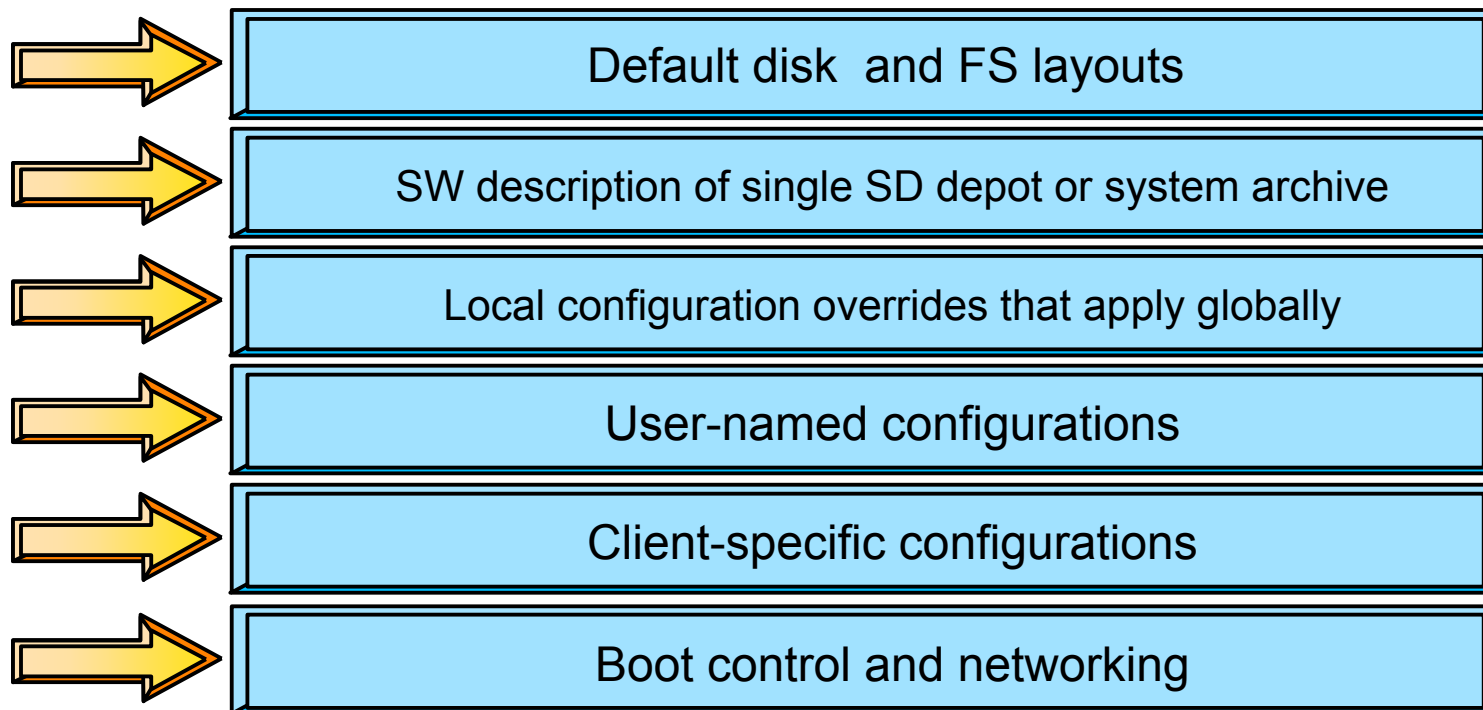 Default disk  and FS layouts
SW description of single SD depot or system archive
Local configuration overrides that apply globally
User-named configurations
Client-specific configurations
Boot control and networking